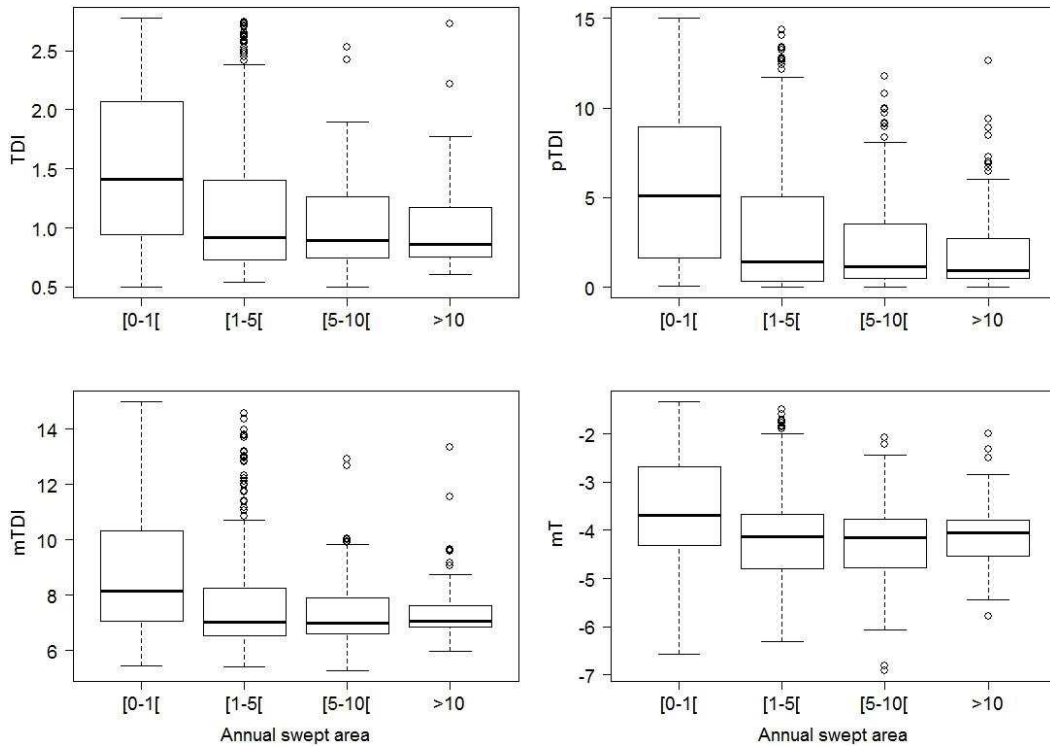 TDI
2.5
2.0
1.5
1.0
0.5
[0-1[ [1-5[ [5-10[ >10
pTDI
15
10
5
0
[0-1[ [1-5[ [5-10[ >10
mTDI
14
12
10
8
6
[0-1[ [1-5[ [5-10[ >10
Annual swept area
mT
-2
-3
-4
-5
-6
-7
[0-1[ [1-5[ [5-10[ >10
Annual swept area